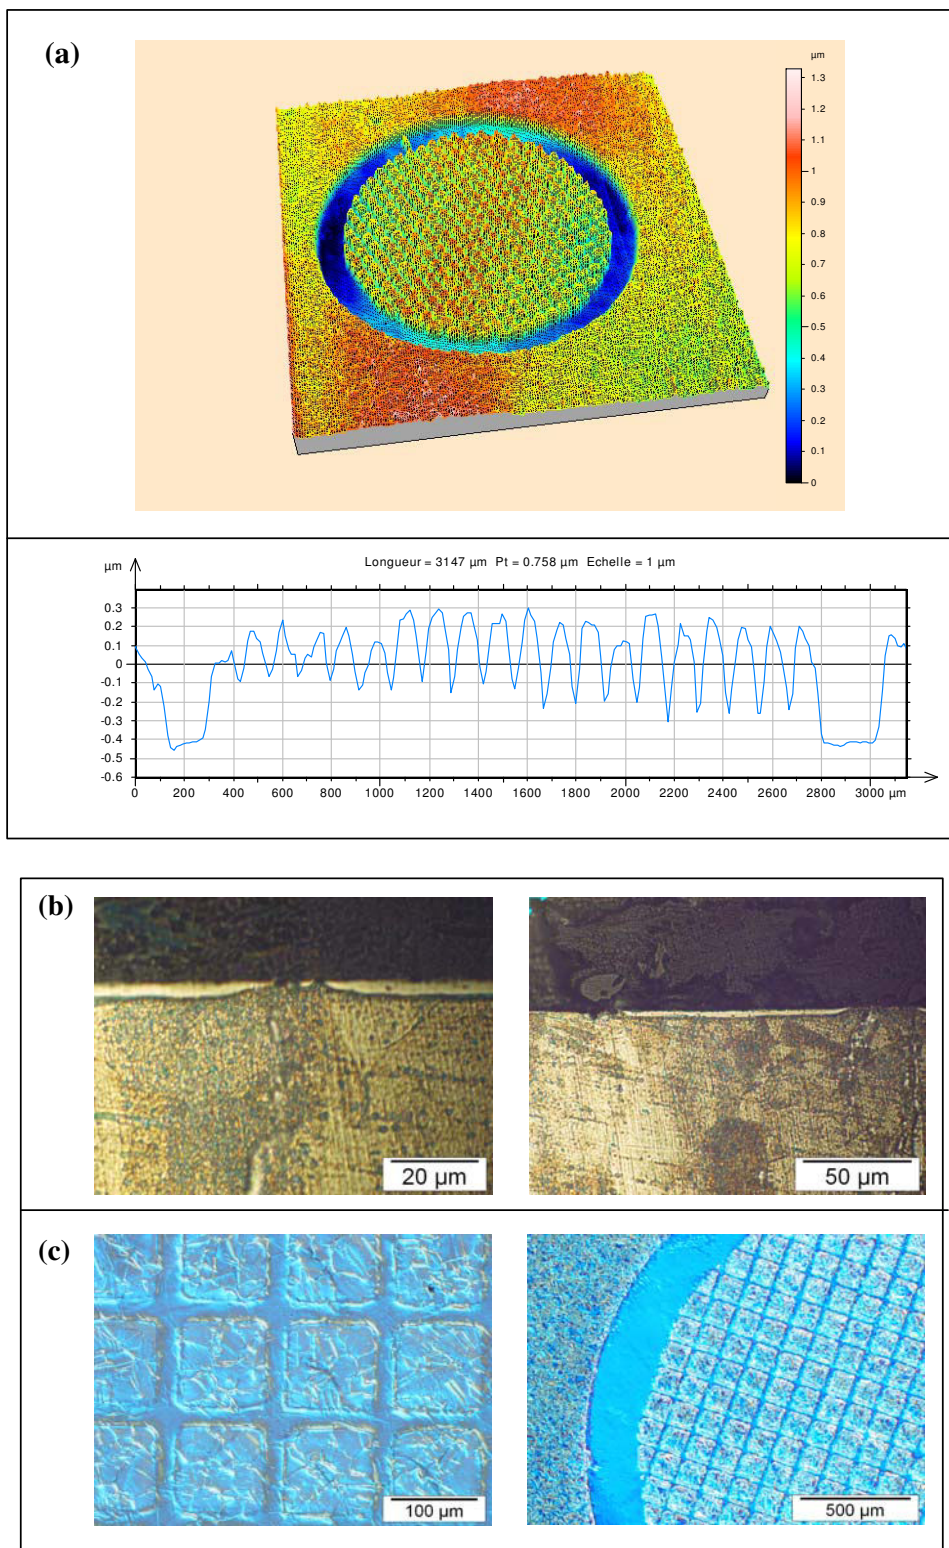 (a)
µm
1.3
1.2
1.1
1
0.9
0.8
0.7
0.6
0.5
0.4
0.3
0.2
0.1
0
µm
Longueur = 3147 µm Pt = 0.758 µm Echelle = 1 µm
0.3
0.2
0.1
0
-0.1
-0.2
-0.3
-0.4
-0.5
-0.6
0 200 400 600 800 1000 1200 1400 1600 1800 2000 2200 2400 2600 2800 3000 µm
(b)
20 µm
50 µm
(c)
100 µm
500 µm